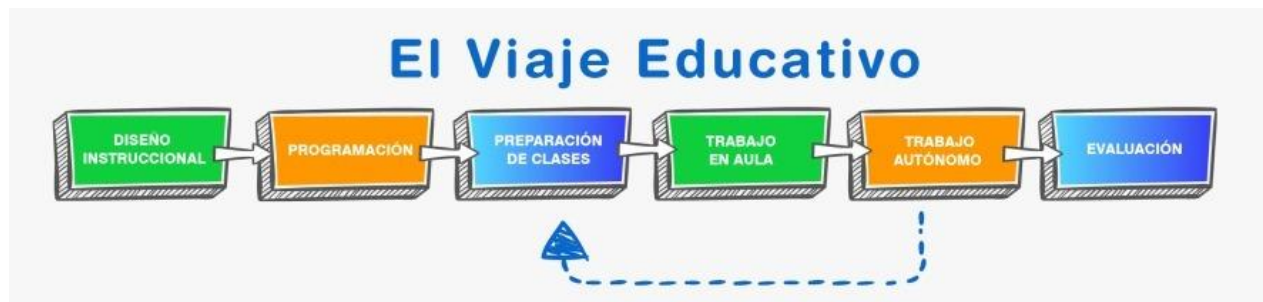 El Viaje Educativo
DISEÑO
INSTRUCCIONAL
PROGRAMACIÓN
PREPARACIÓN
DE CLASES
TRABAJO
EN AULA
TRABAJO
AUTÓNOMO
EVALUACIÓN